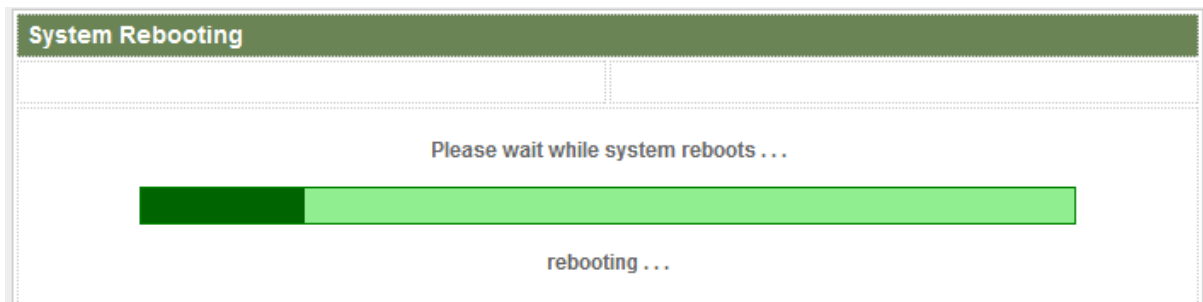 System Rebooting
Please wait while system reboots . . .
rebooting . . .